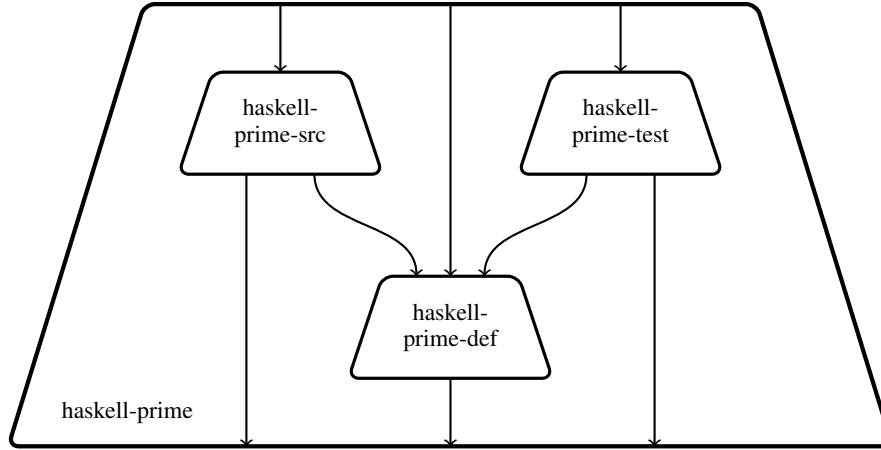 haskell-
prime-src
haskell-
prime-test
haskell-
prime-def
haskell-prime